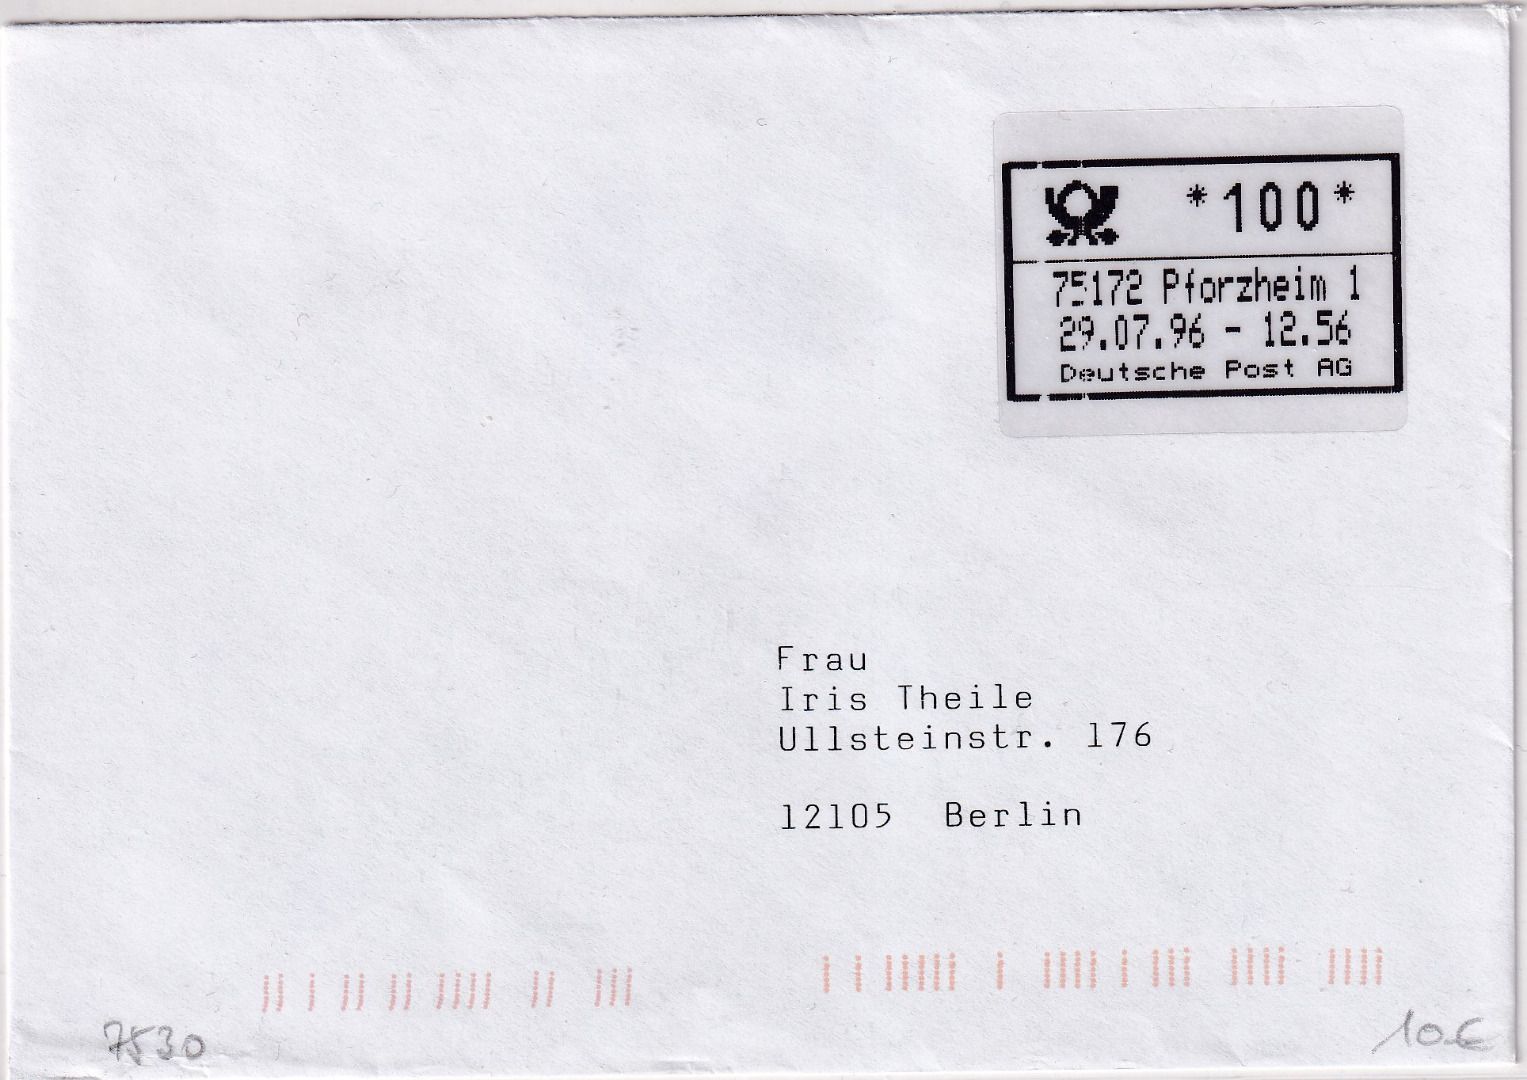 *100*
75172 Pforzheim 1
29.07.96 - 12.56
Deutsche Post AG
Frau
Iris Theile
Ullsteinstr. 176
12105 Berlin
7530
10.€